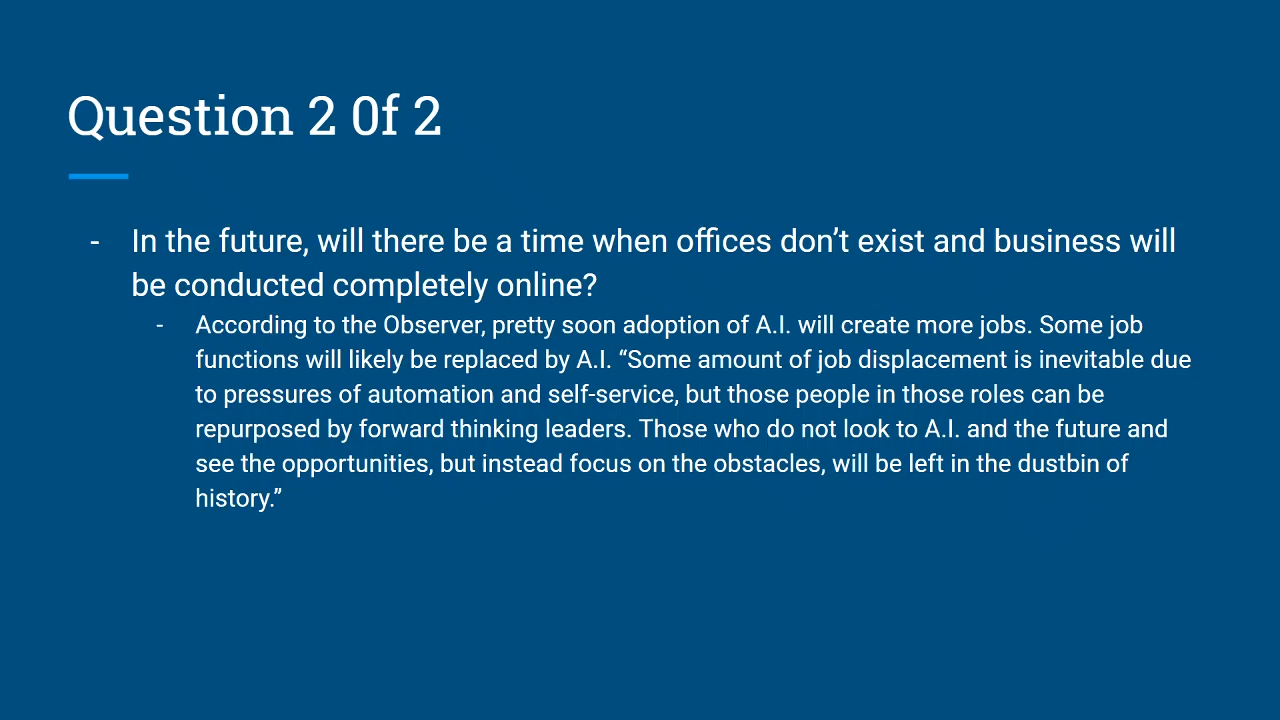 Question 2 0f 2
- In the future, will there be a time when offices don’t exist and business will
be conducted completely online?
- According to the Observer, pretty soon adoption of A.I. will create more jobs. Some job
functions will likely be replaced by A.I. “Some amount of job displacement is inevitable due
to pressures of automation and self-service, but those people in those roles can be
repurposed by forward thinking leaders. Those who do not look to A.I. and the future and
see the opportunities, but instead focus on the obstacles, will be left in the dustbin of
history.”